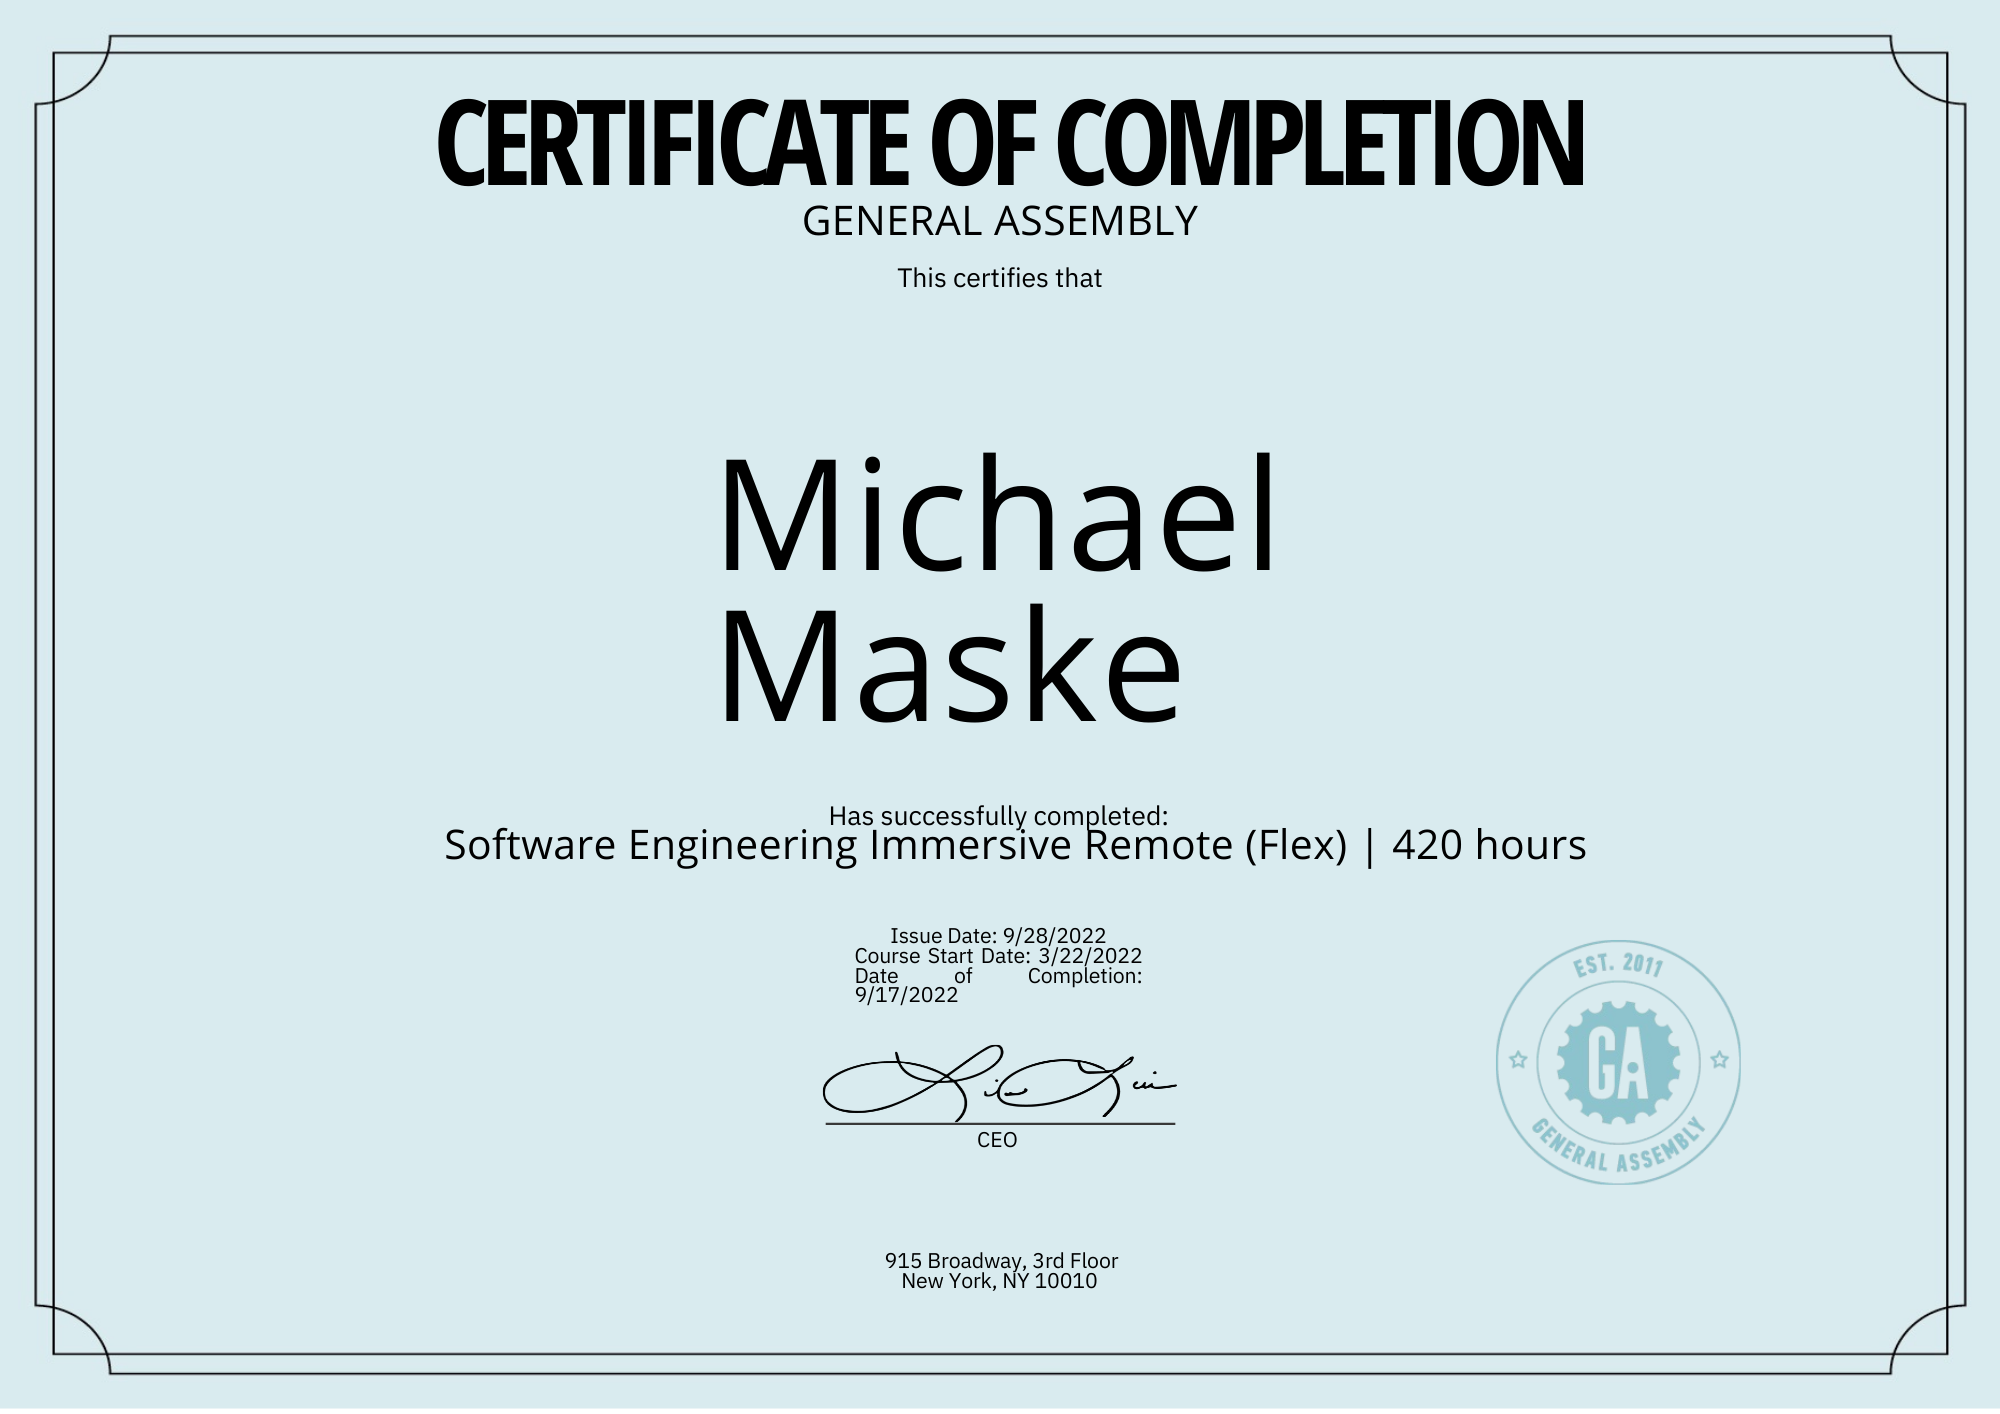 CERTIFICATE OF COMPLETION
GENERAL ASSEMBLY
This certifies that
Michael
Maske
Has successfully completed:
Software Engineering Immersive Remote (Flex) | 420 hours
Issue Date: 9/28/2022
Course Start Date: 3/22/2022
Date of Completion:
9/17/2022
CEO
EST. 2011
GA
GENERAL ASSEMBLY
915 Broadway, 3rd Floor
New York, NY 10010